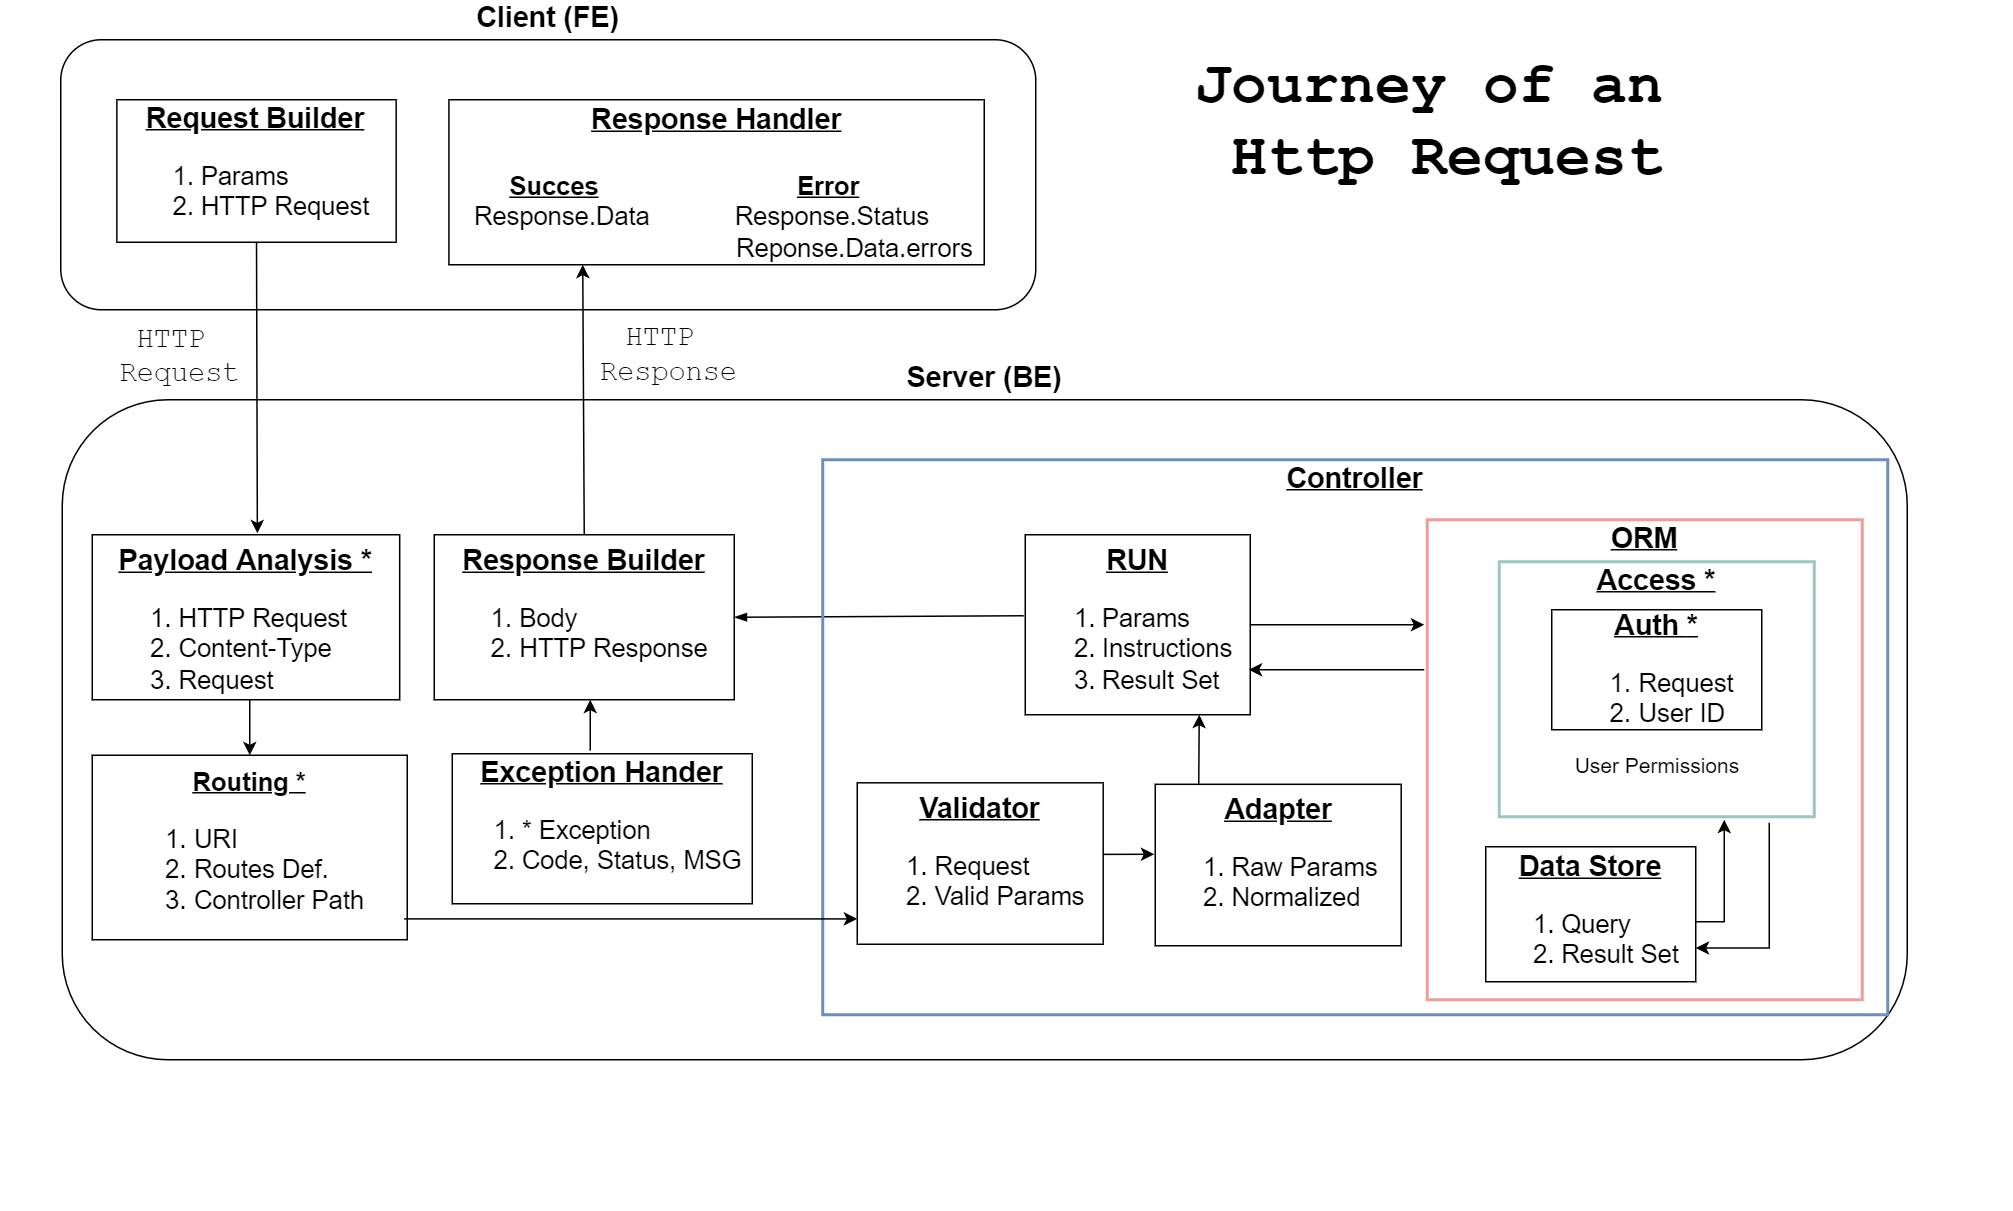 Client (FE)
Journey of an
Http Request
Request Builder
1. Params
2. HTTP Request
Response Handler
Succes
Response.Data
Error
Response.Status
Reponse.Data.errors
HTTP
Request
HTTP
Response
Server (BE)
Payload Analysis *
1. HTTP Request
2. Content-Type
3. Request
Response Builder
1. Body
2. HTTP Response
Routing *
1. URI
2. Routes Def.
3. Controller Path
Exception Hander
1. * Exception
2. Code, Status, MSG
Controller
RUN
1. Params
2. Instructions
3. Result Set
Validator
1. Request
2. Valid Params
Adapter
1. Raw Params
2. Normalized
ORM
Access *
Auth *
1. Request
2. User ID
User Permissions
Data Store
1. Query
2. Result Set